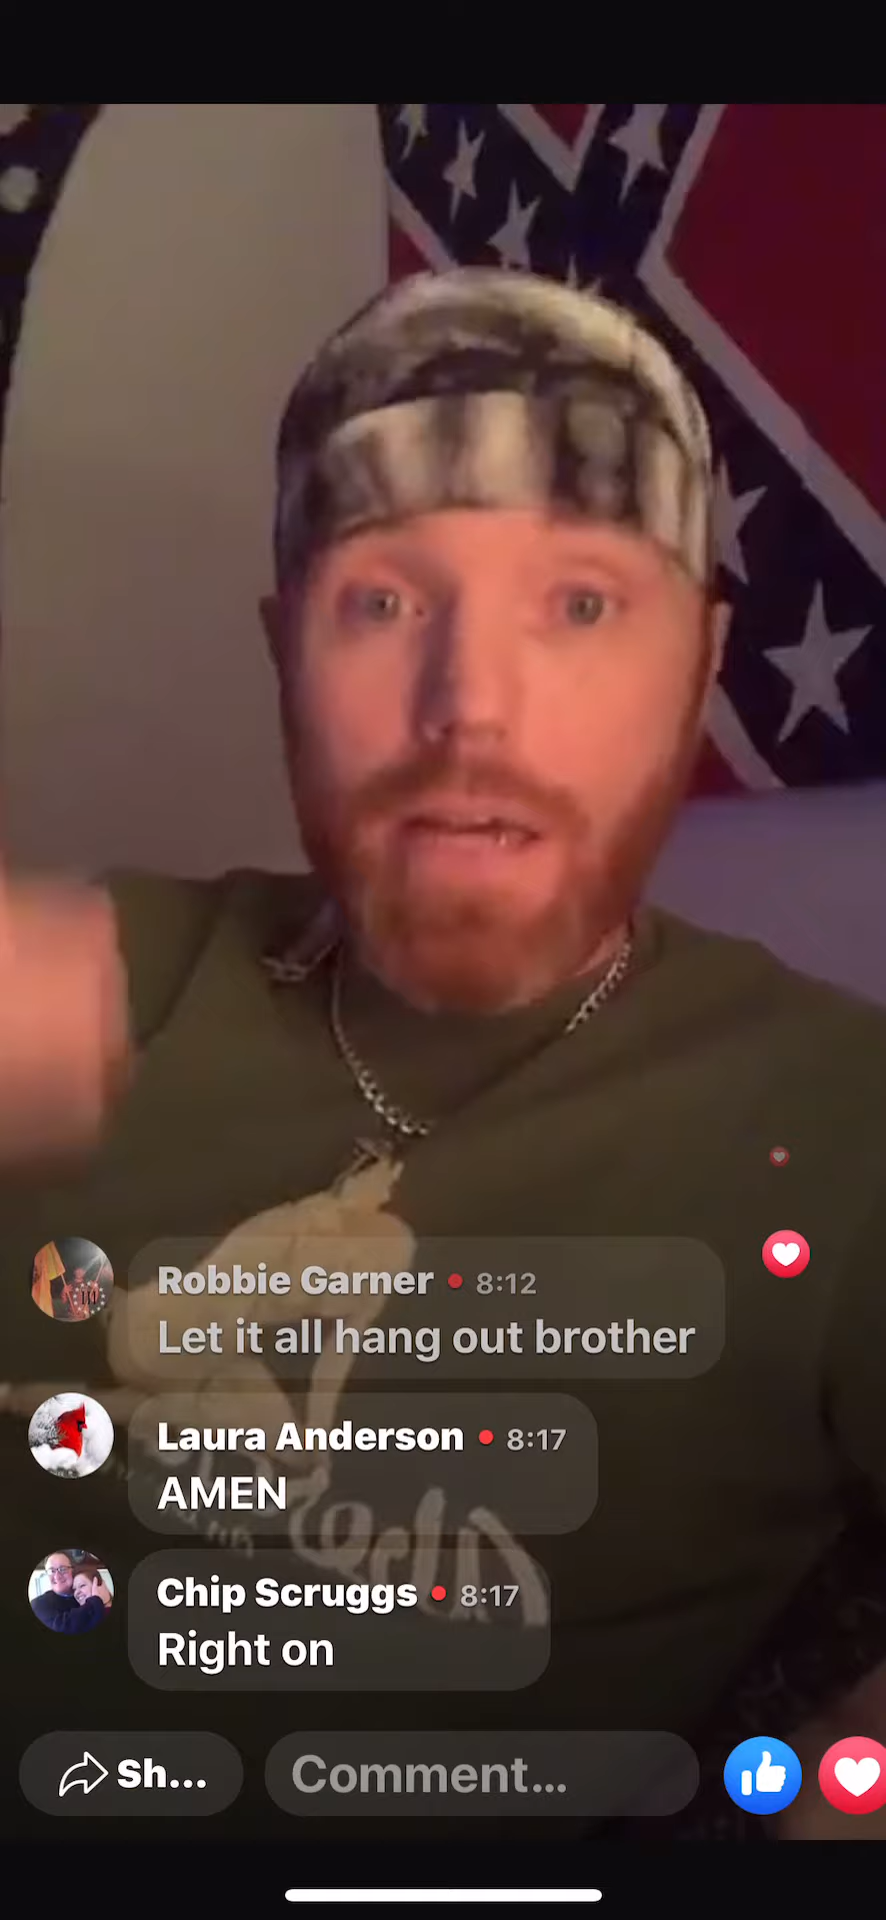 Robbie Garner • 8:12
Let it all hang out brother
Laura Anderson • 8:17
AMEN
Chip Scruggs • 8:17
Right on
Sh...
Comment...